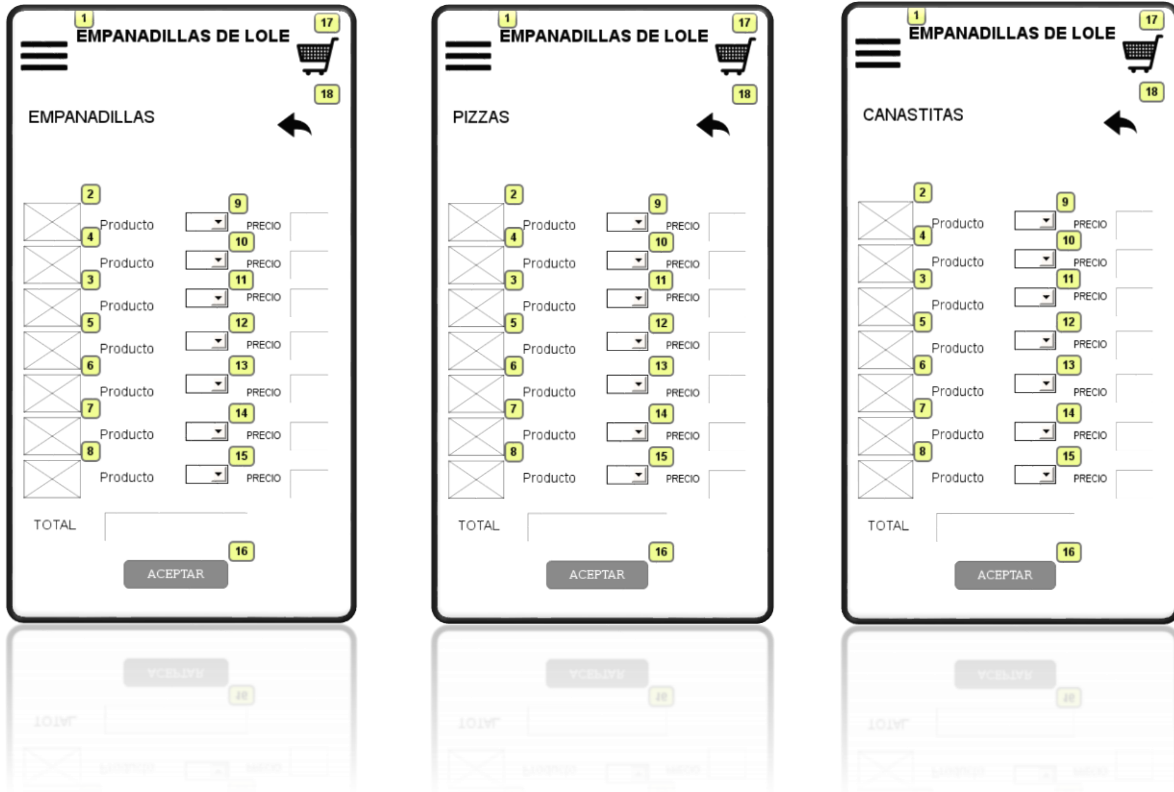 1
17
EMPANADILLAS DE LOLE
18
EMPANADILLAS
2
9
Producto
PRECIO
4
10
Producto
PRECIO
3
11
Producto
PRECIO
5
12
Producto
PRECIO
6
13
Producto
PRECIO
7
14
Producto
PRECIO
8
15
Producto
PRECIO
TOTAL
16
ACEPTAR
1
17
EMPANADILLAS DE LOLE
18
PIZZAS
2
9
Producto
PRECIO
4
10
Producto
PRECIO
3
11
Producto
PRECIO
5
12
Producto
PRECIO
6
13
Producto
PRECIO
7
14
Producto
PRECIO
8
15
Producto
PRECIO
TOTAL
16
ACEPTAR
1
17
EMPANADILLAS DE LOLE
18
CANASTITAS
2
9
Producto
PRECIO
4
10
Producto
PRECIO
3
11
Producto
PRECIO
5
12
Producto
PRECIO
6
13
Producto
PRECIO
7
14
Producto
PRECIO
8
15
Producto
PRECIO
TOTAL
16
ACEPTAR